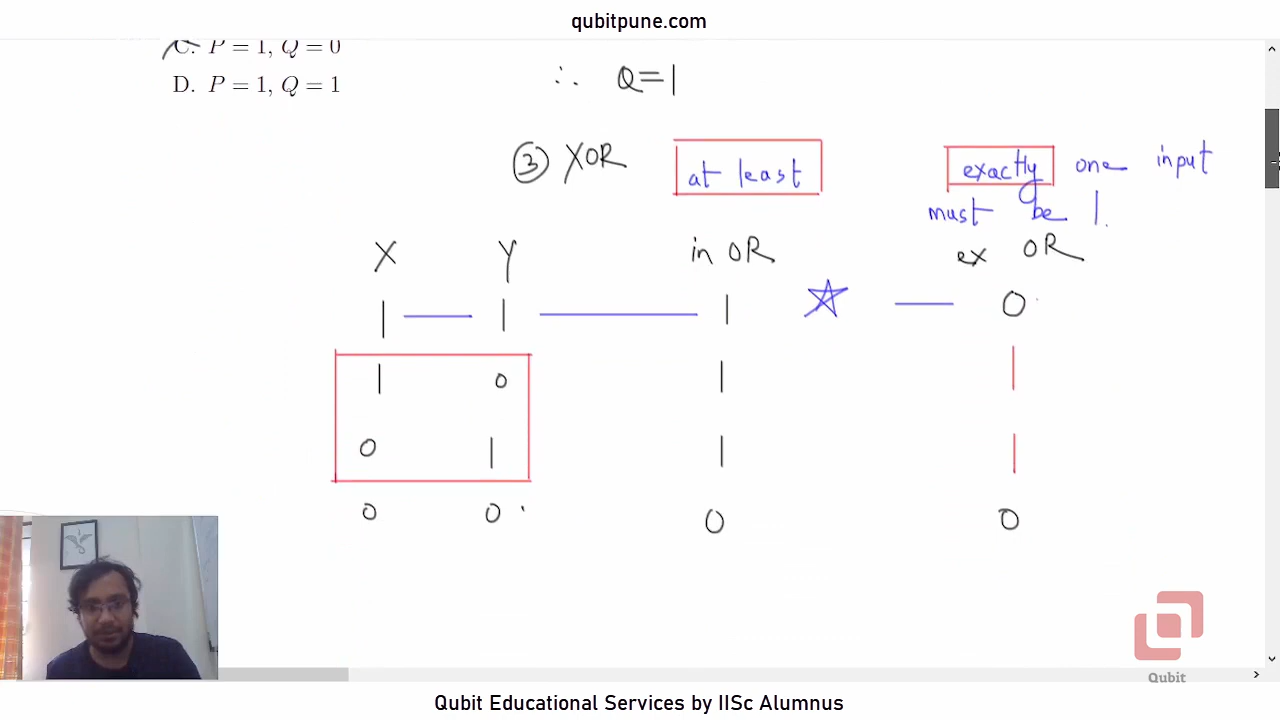 qubitpune.com
C. P = 1, Q = 0
D. P = 1, Q = 1
∴ Q=1
③ XOR at least exactly one input
must be 1.
X Y in OR ex OR
1 1 1 0
1 0 1 1
0 1 1 1
0 0 0 0
Qubit
Qubit Educational Services by IISc Alumnus